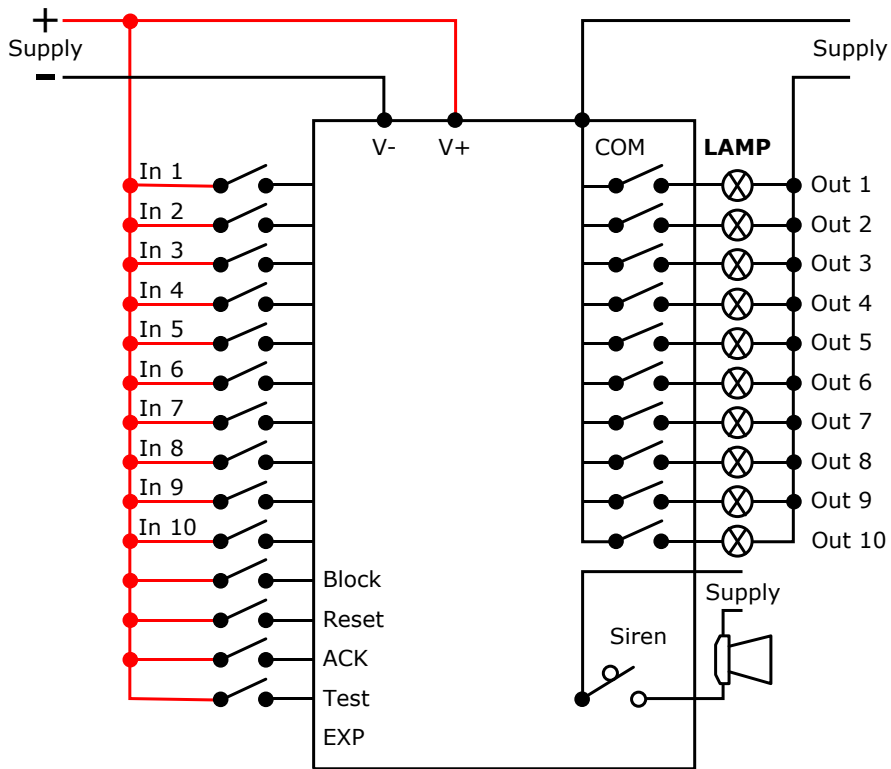 +
Supply
-
Supply
V-
V+
COM
LAMP
In 1
Out 1
In 2
Out 2
In 3
Out 3
In 4
Out 4
In 5
Out 5
In 6
Out 6
In 7
Out 7
In 8
Out 8
In 9
Out 9
In 10
Out 10
Block
Supply
Reset
Siren
ACK
Test
EXP